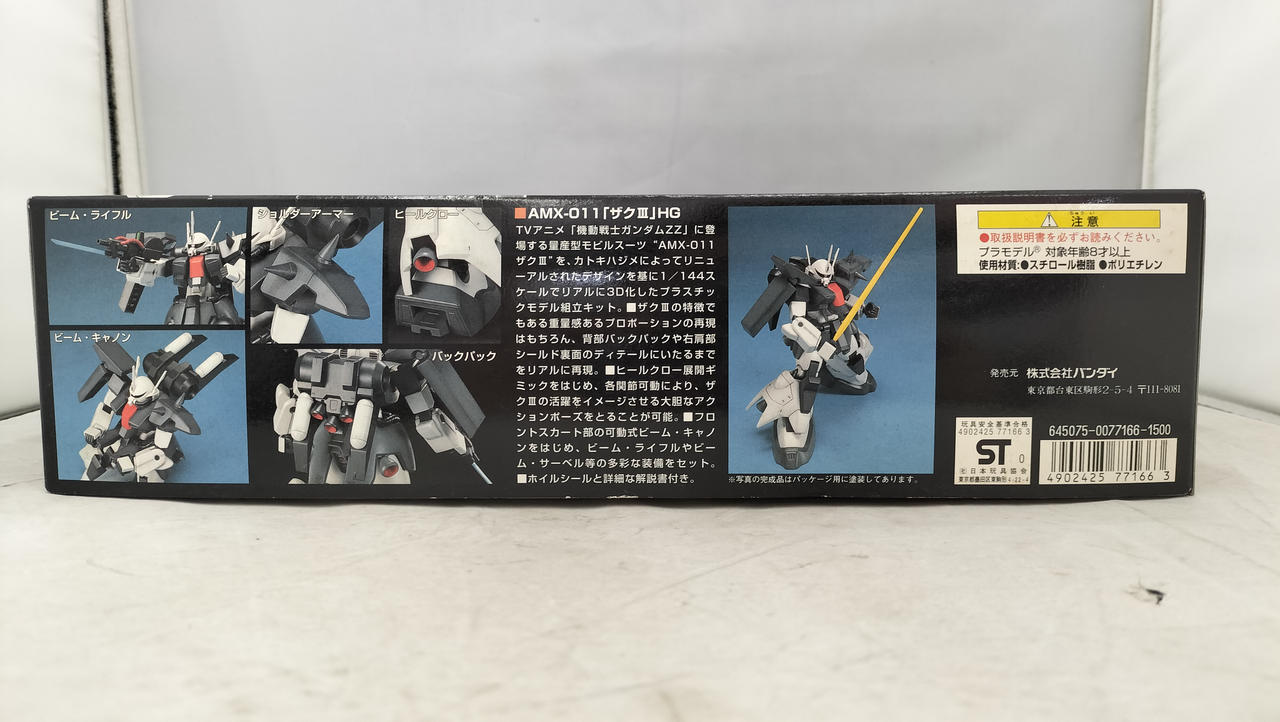 ビーム・ライフル
ショルダーアーマー
ヒールクロー
ビーム・キャノン
バックパック
■AMX-011「ザクⅢ」HG
TVアニメ「機動戦士ガンダムZZ」に登
場する量産型モビルスーツ“AMX-011
ザクⅢ”を、カトキハジメによってリニュ
ーアルされたデザインを基に1／144ス
ケールでリアルに3D化したプラスチッ
クモデル組立キット。■ザクⅢの特徴で
もある重量感あるプロポーションの再現
はもちろん、背部バックパックや右肩部
シールド裏面のディテールにいたるまで
をリアルに再現。■ヒールクロー展開ギ
ミックをはじめ、各関節可動により、ザ
クⅢの活躍をイメージさせる大胆なアク
ションポーズをとることが可能。■フロ
ントスカート部の可動式ビーム・キャノ
ンをはじめ、ビーム・ライフルやビー
ム・サーベル等の多彩な装備をセット。
■ホイルシールと詳細な解説書付き。
※写真の完成品はパッケージ用に塗装してあります。
注意
●取扱説明書を必ずお読みください。
プラモデル® 対象年齢8才以上
使用材質:●スチロール樹脂 ●ポリエチレン
発売元 株式会社バンダイ
東京都台東区駒形2-5-4 〒111-8081
玩具安全基準合格
4902425 77166 3
ST 0
㈳日本玩具協会
東京都墨田区東駒形4-22-4
645075-0077166-1500
4902425 77166 3